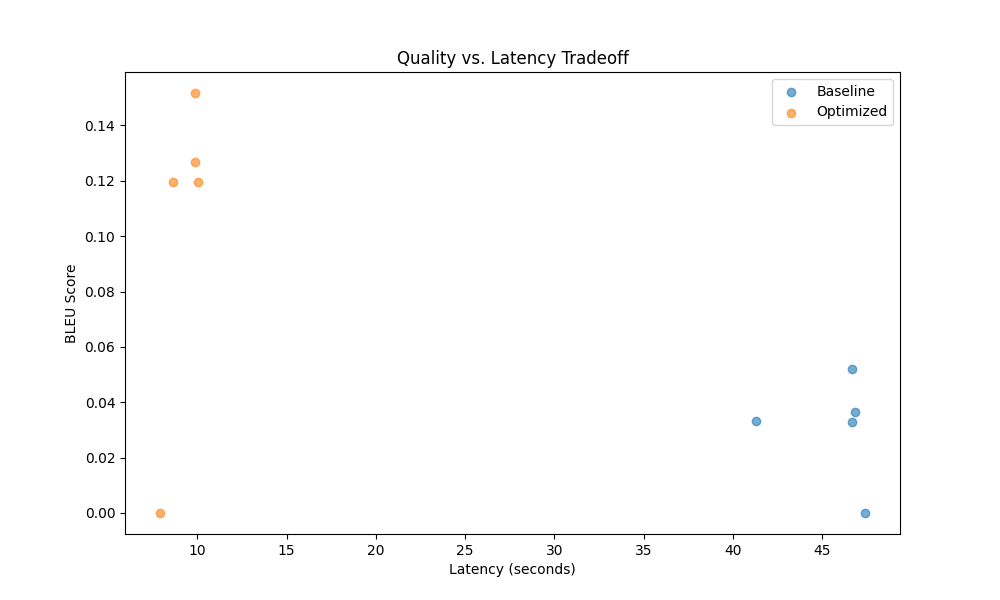 Quality vs. Latency Tradeoff
Baseline
Optimized
0.14
0.12
0.10
0.08
0.06
0.04
0.02
0.00
BLEU Score
10 15 20 25 30 35 40 45
Latency (seconds)